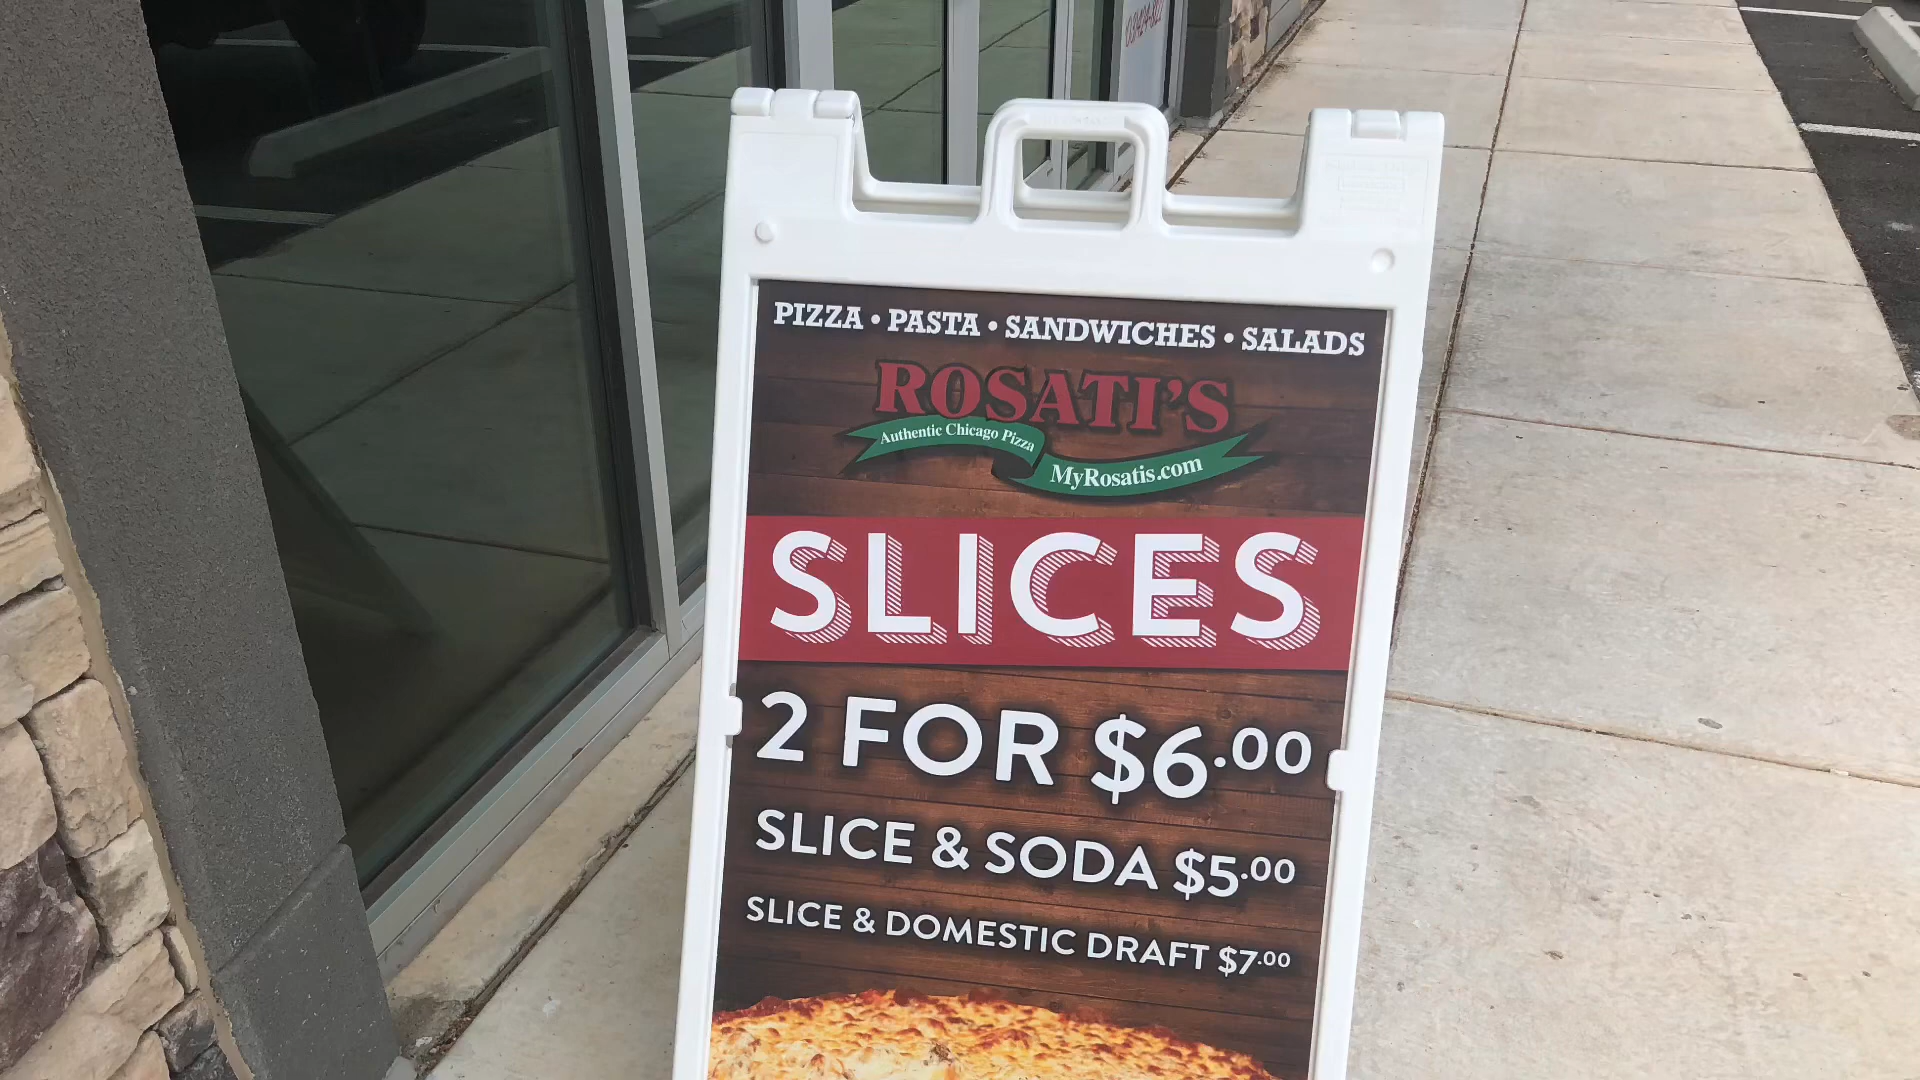 PIZZA • PASTA • SANDWICHES • SALADS
ROSATI'S
Authentic Chicago Pizza
MyRosatis.com
SLICES
2 FOR $6.00
SLICE & SODA $5.00
SLICE & DOMESTIC DRAFT $7.00